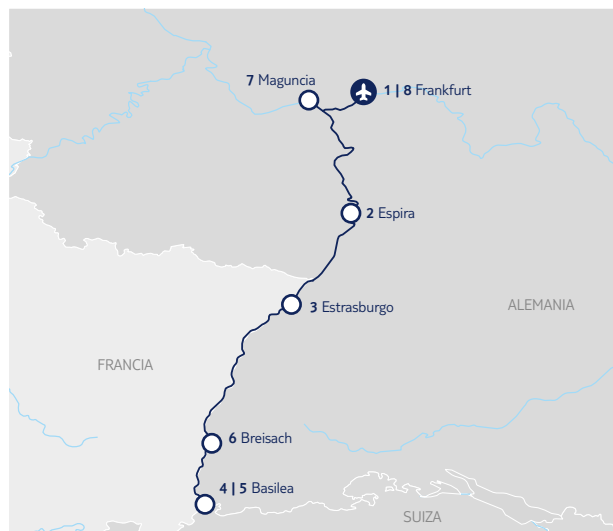 7 Maguncia
1 | 8 Frankfurt
2 Espira
3 Estrasburgo
ALEMANIA
FRANCIA
6 Breisach
4 | 5 Basilea
SUIZA